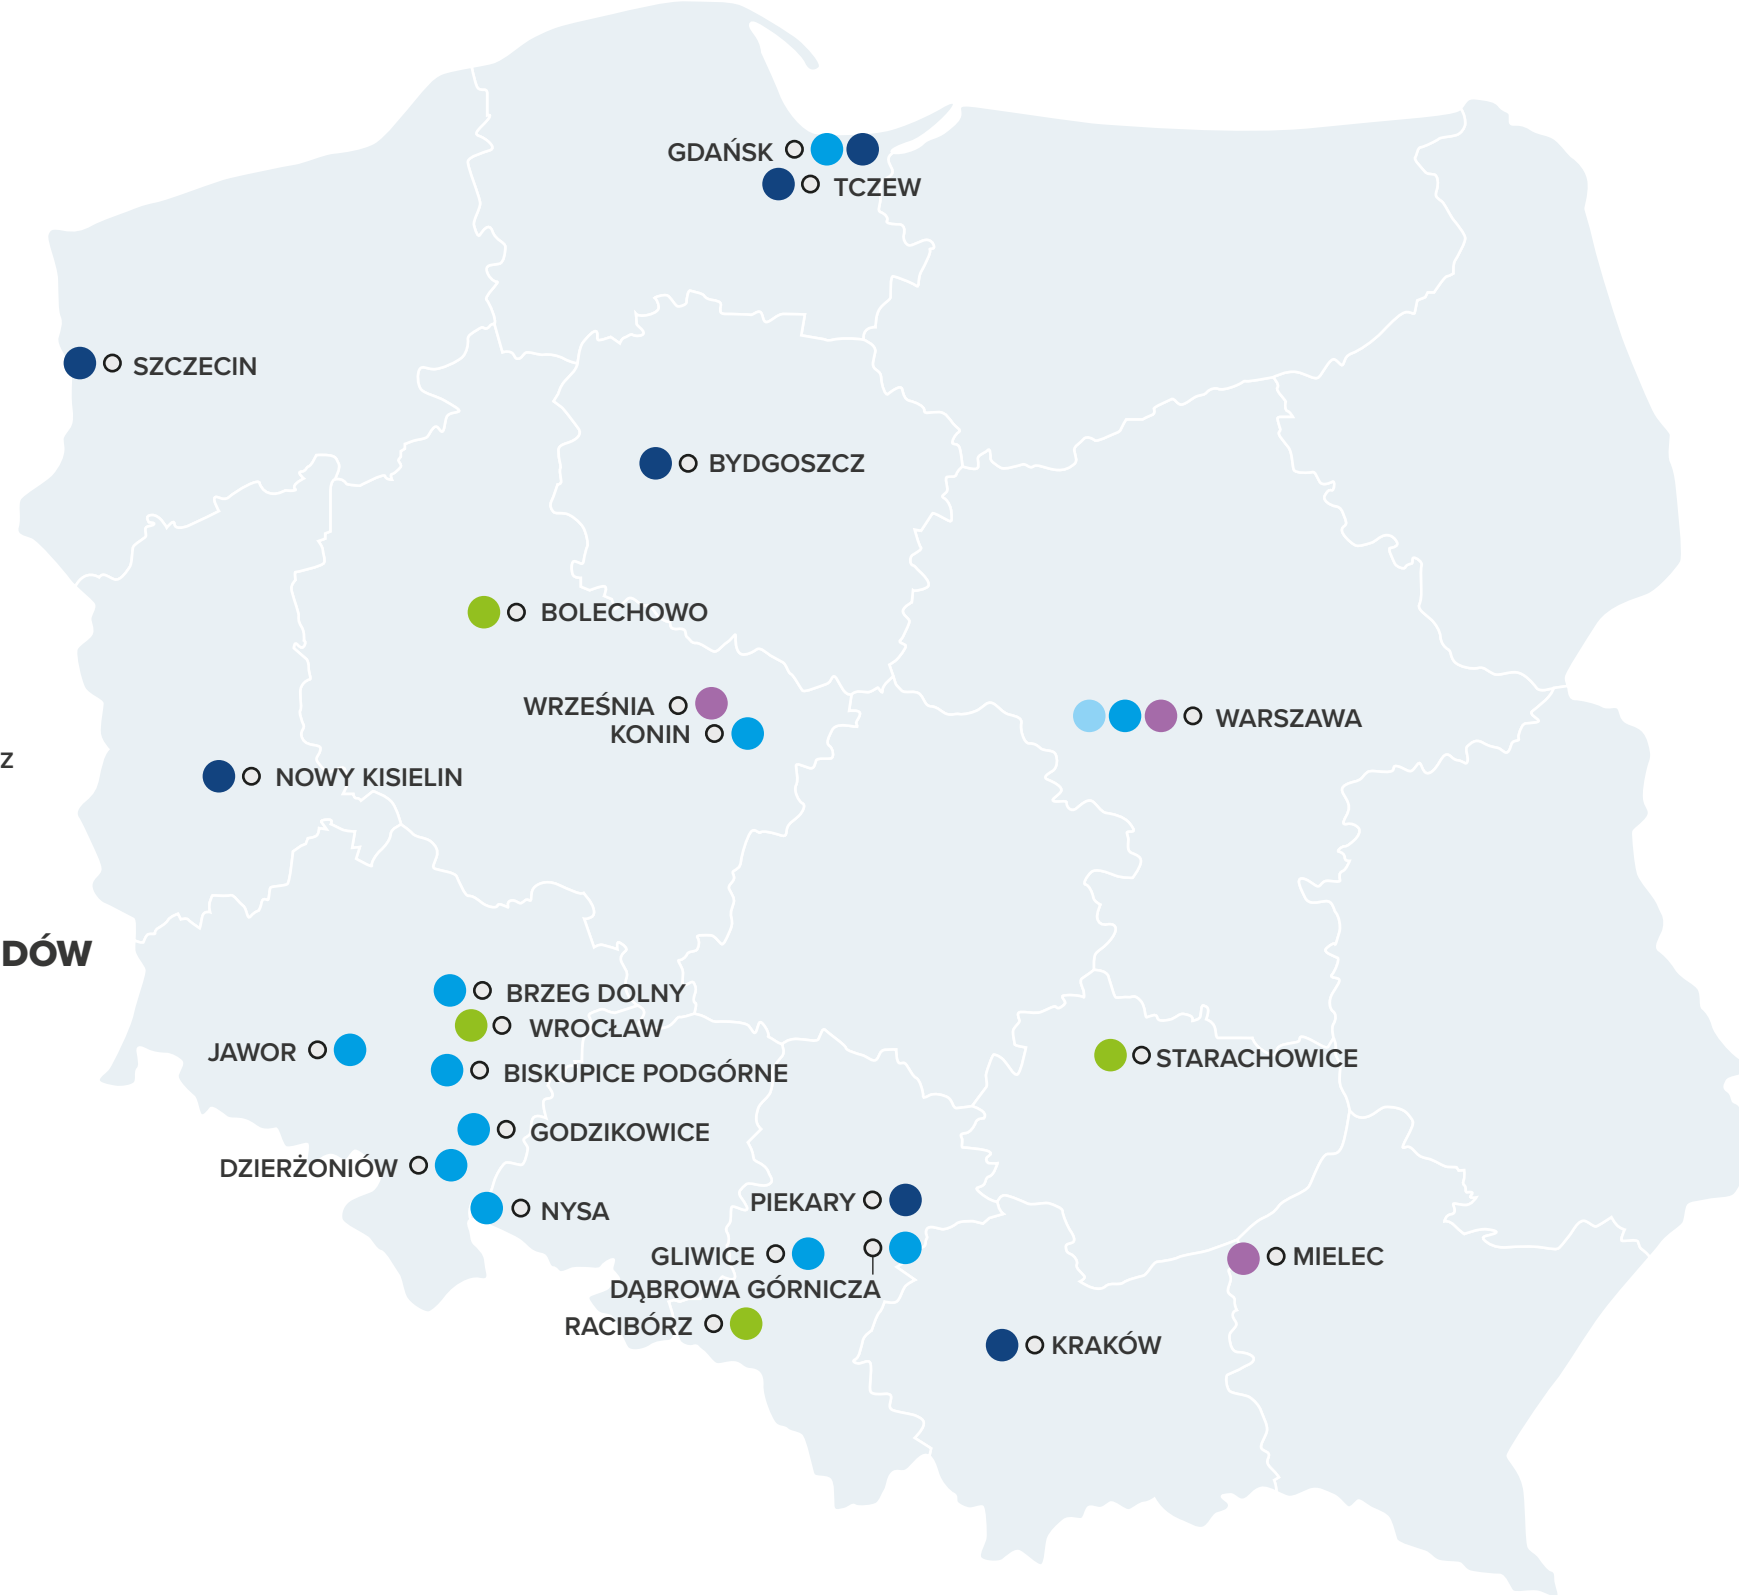 GDAŃSK
TCZEW
SZCZECIN
BYDGOSZCZ
BOLECHOWO
WRZEŚNIA
WARSZAWA
KONIN
Z
NOWY KISIELIN
DÓW
BRZEG DOLNY
WROCŁAW
JAWOR
STARACHOWICE
BISKUPICE PODGÓRNE
GODZIKOWICE
DZIERŻONIÓW
PIEKARY
NYSA
GLIWICE
MIELEC
DĄBROWA GÓRNICZA
RACIBÓRZ
KRAKÓW